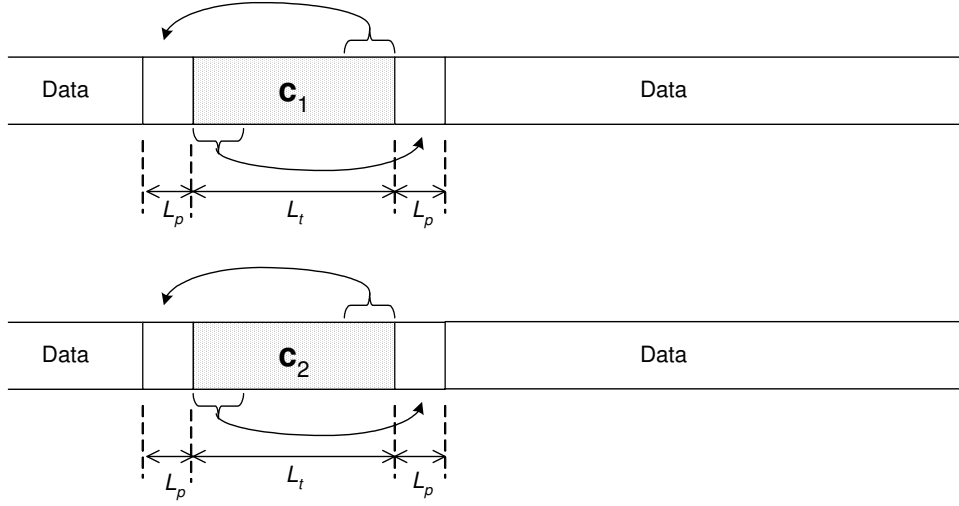 Data c₁ Data
Lₚ Lₜ Lₚ
Data c₂ Data
Lₚ Lₜ Lₚ